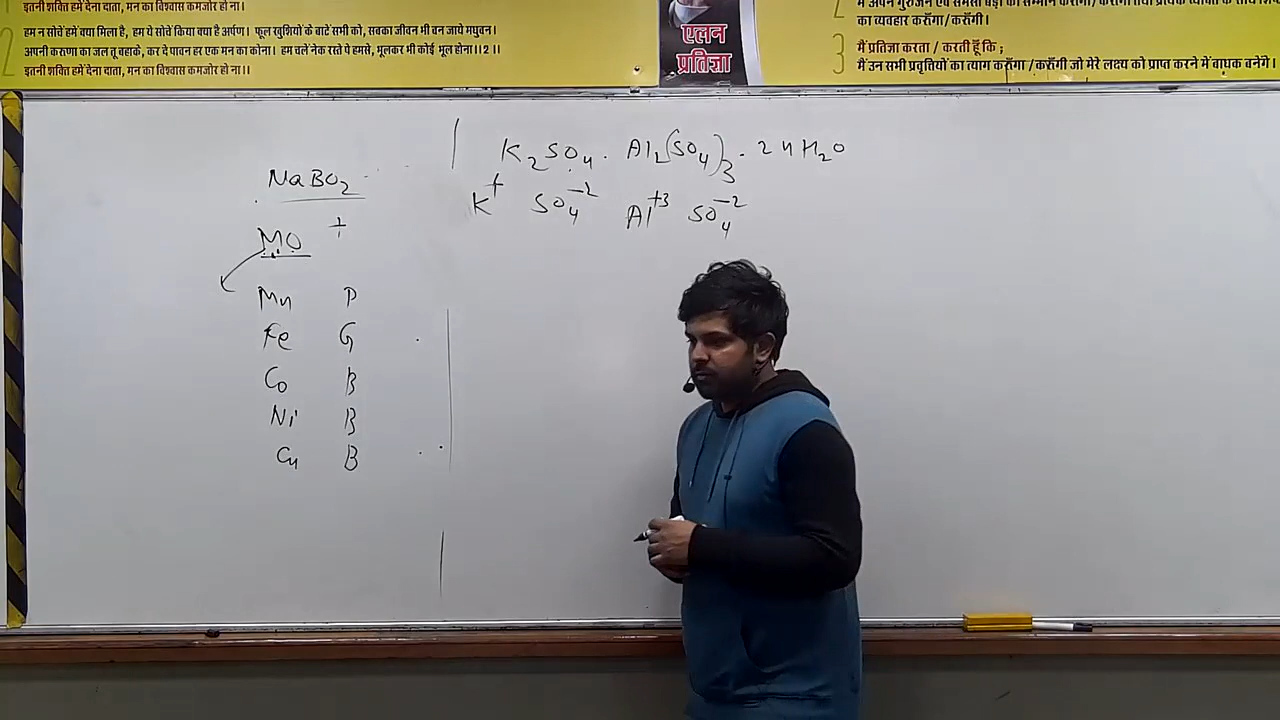 इतनी शक्ति हमें देना दाता, मन का विश्वास कमजोर हो ना।
हम न सोचें हमें क्या मिला है, हम ये सोचें किया क्या है अर्पण। फूल खुशियों के बाटें सभी को, सबका जीवन भी बन जाये मधुवन।
2 अपनी करुणा का जल तू बहाके, कर दे पावन हर एक मन का कोना। हम चलें नेक रस्ते पे हमसे, भूलकर भी कोई भूल हो ना।। 2 ।।
इतनी शक्ति हमें देना दाता, मन का विश्वास कमजोर हो ना।।
एलन
प्रतिज्ञा
का व्यवहार करूँगा/करूँगी।
3 मैं प्रतिज्ञा करता / करती हूँ कि ;
मैं उन सभी प्रवृत्तियों का त्याग करूँगा /करूँगी जो मेरे लक्ष्य को प्राप्त करने में बाधक बनेंगे।
NaBO2
MO +
Mn P
Fe G
Co B
Ni B
Cu B
K2SO4 . Al2(SO4)3 . 24H2O
K+ SO4-2 Al+3 SO4-2